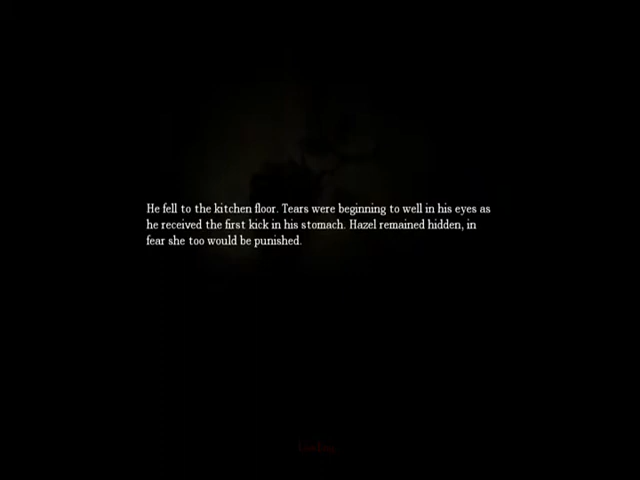 He fell to the kitchen floor. Tears were beginning to well in his eyes as
he received the first kick in his stomach. Hazel remained hidden, in
fear she too would be punished.